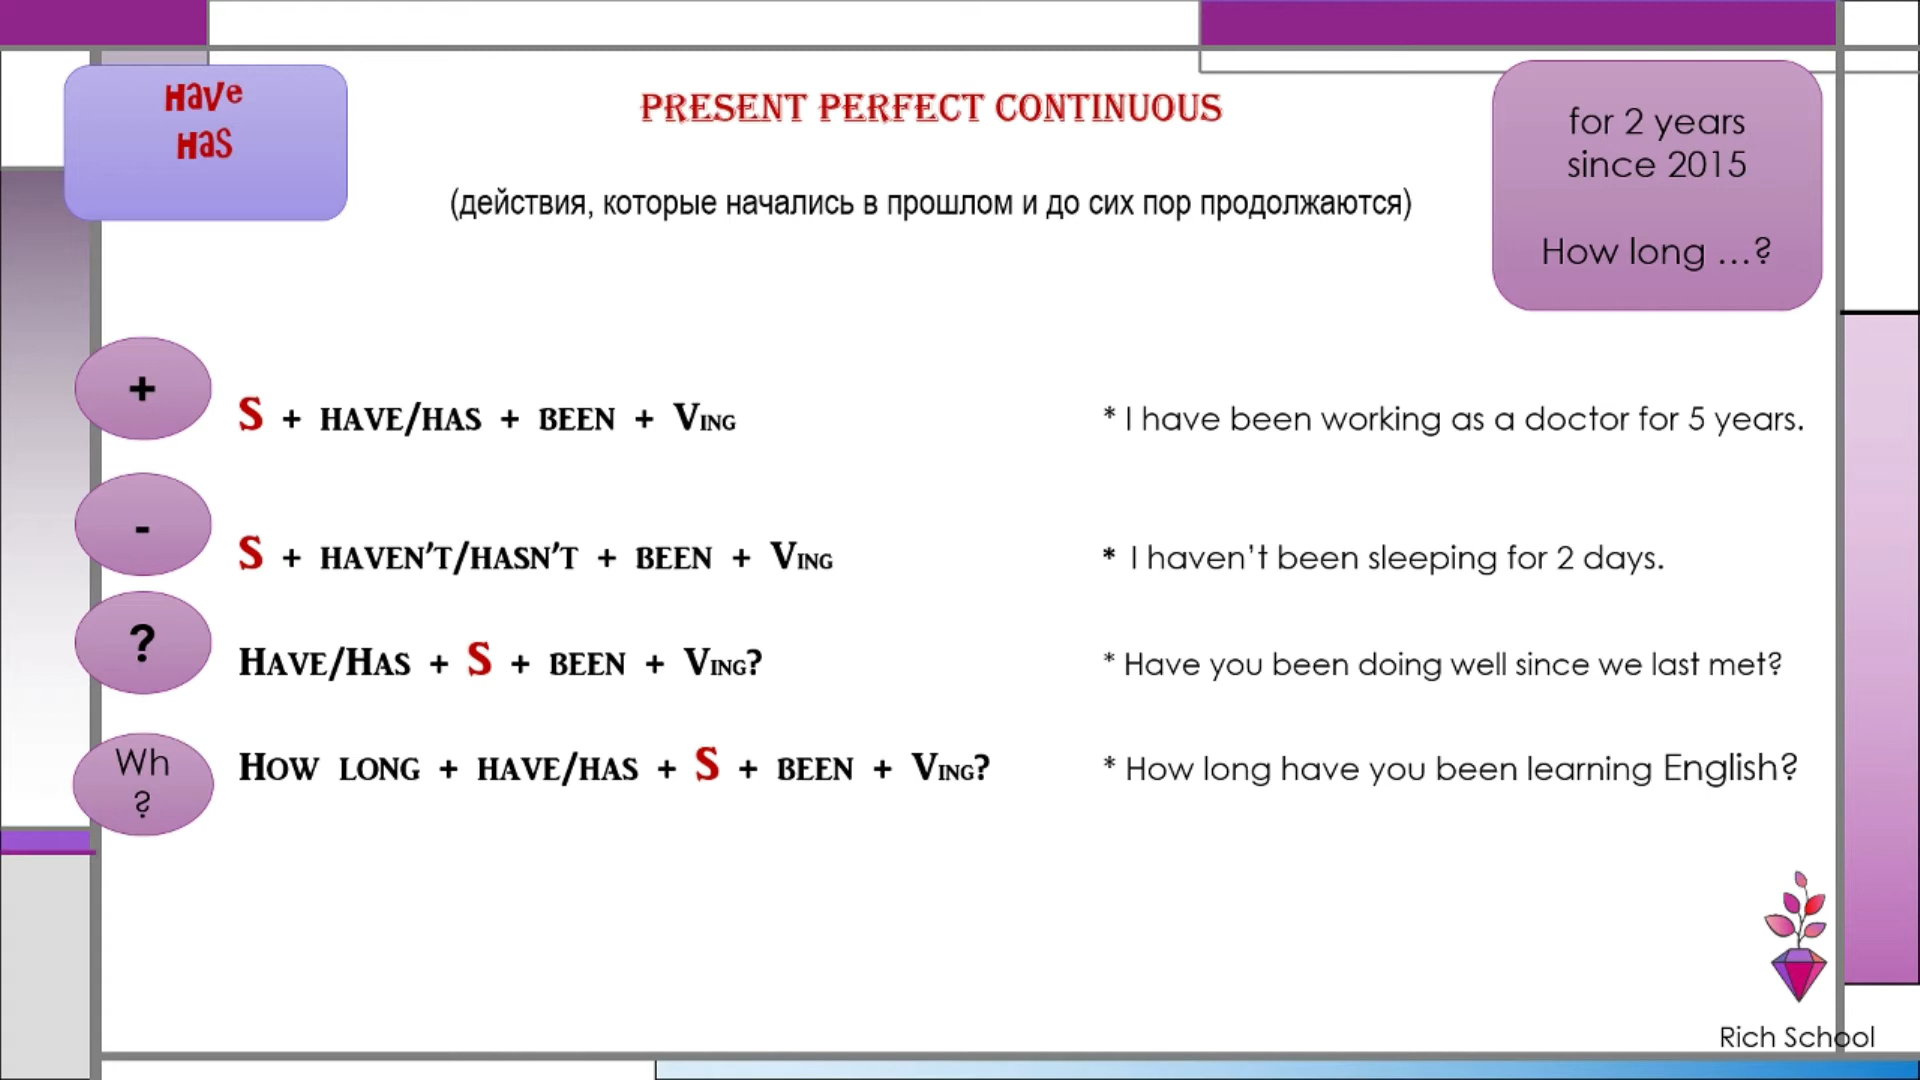 Have
Has
PRESENT PERFECT CONTINUOUS
(действия, которые начались в прошлом и до сих пор продолжаются)
for 2 years
since 2015
How long ...?
+
S + HAVE/HAS + BEEN + VING
* I have been working as a doctor for 5 years.
-
S + HAVEN'T/HASN'T + BEEN + VING
* I haven't been sleeping for 2 days.
?
HAVE/HAS + S + BEEN + VING?
* Have you been doing well since we last met?
Wh
?
HOW LONG + HAVE/HAS + S + BEEN + VING?
* How long have you been learning English?
Rich School